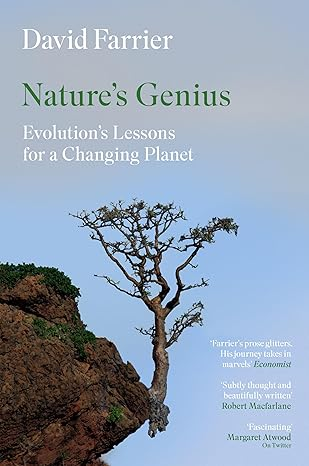 David Farrier
Nature's Genius
Evolution's Lessons
for a Changing Planet
'Farrier's prose glitters.
His journey takes in
marvels' Economist
'Subtly thought and
beautifully written'
Robert Macfarlane
'Fascinating'
Margaret Atwood
On Twitter